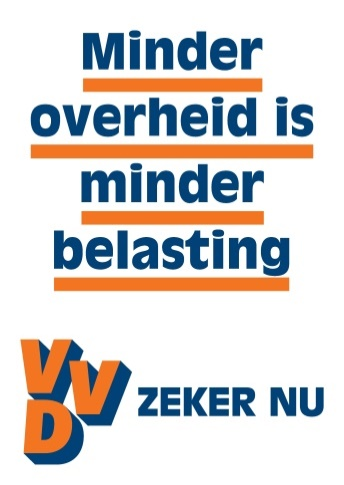 Minder
overheid is
minder
belasting
VVD ZEKER NU